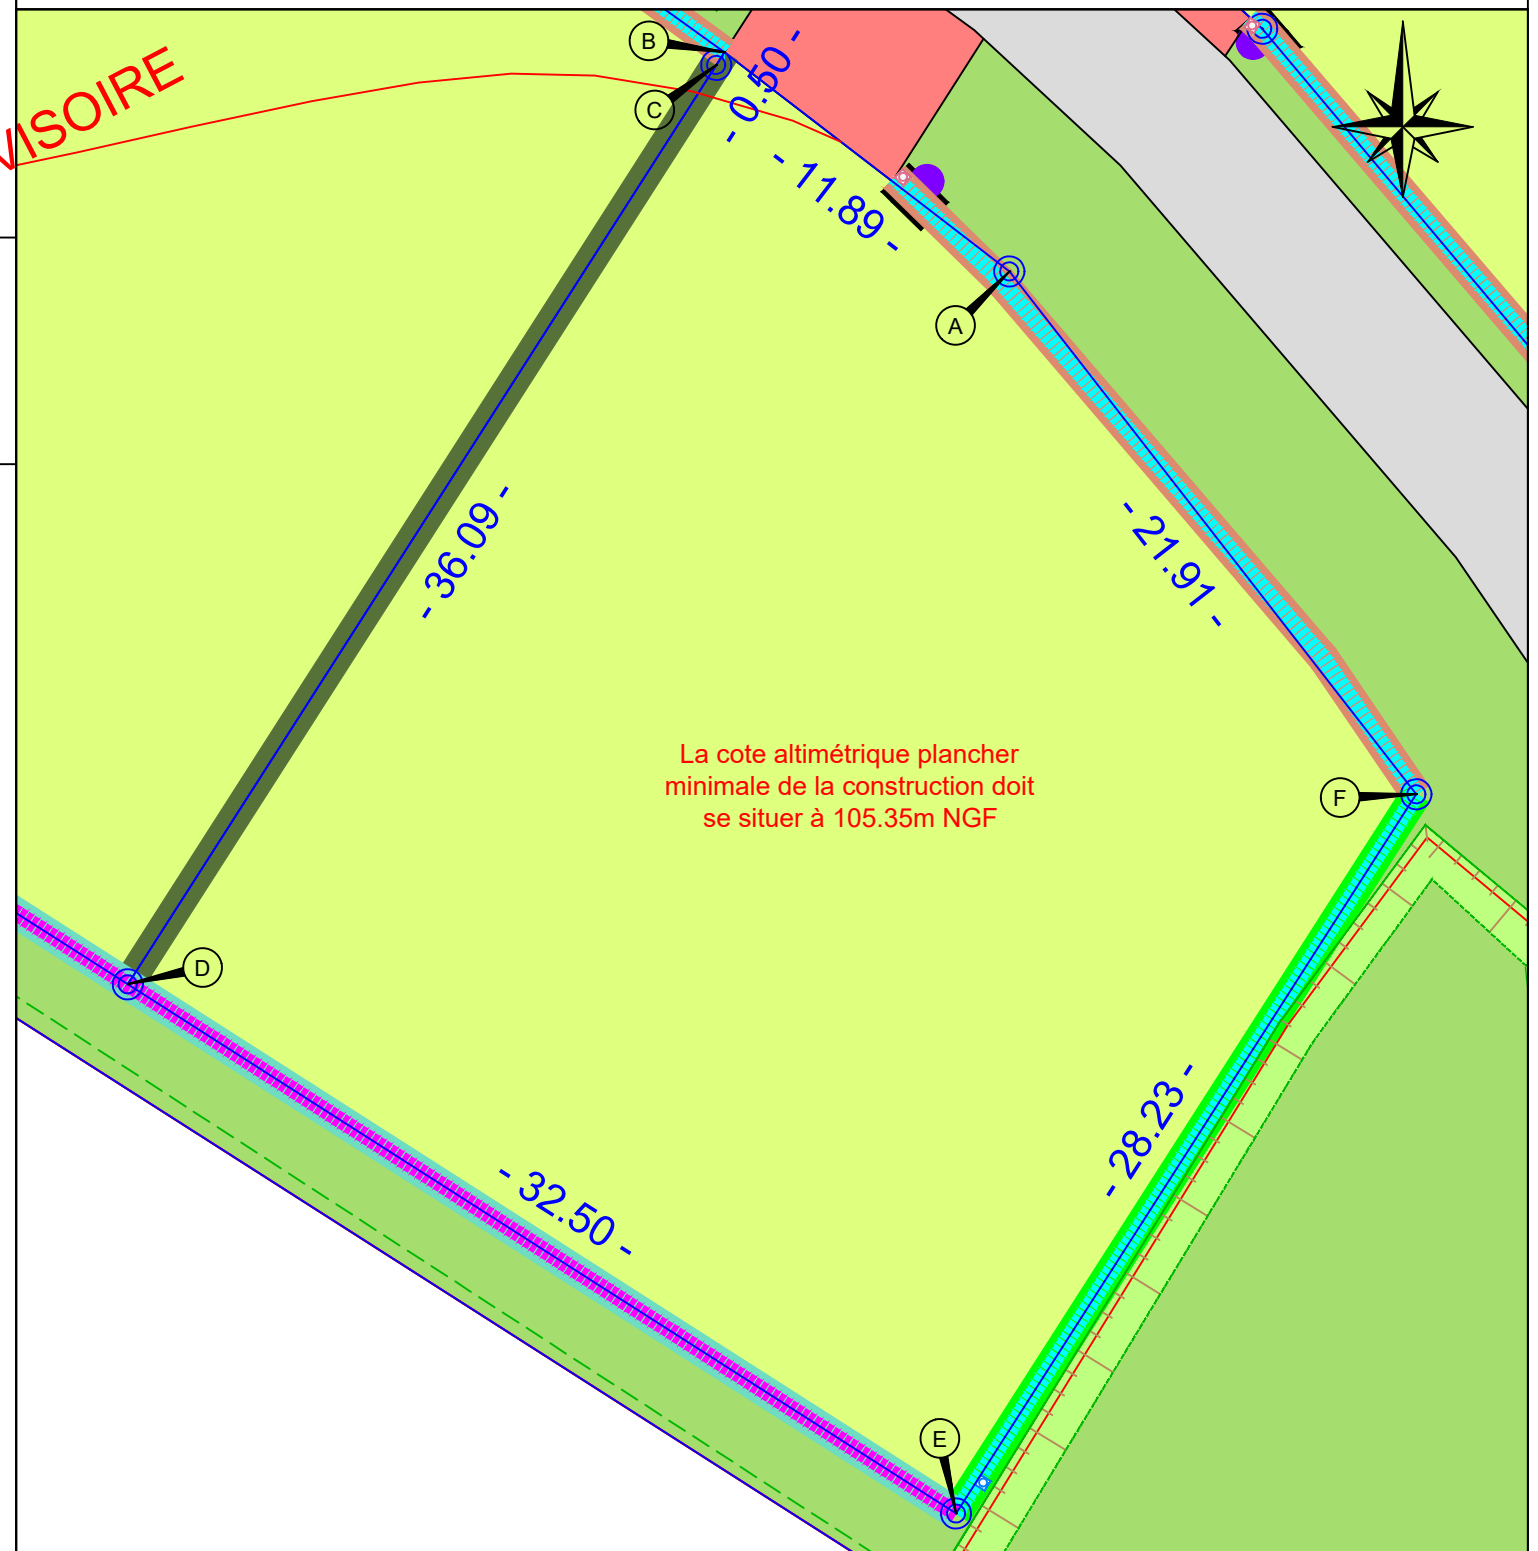 VISOIRE
B
C
- 0.50 -
- 11.89 -
A
- 36.09 -
- 21.91 -
La cote altimétrique plancher
minimale de la construction doit
se situer à 105.35m NGF
F
D
- 28.23 -
- 32.50 -
E